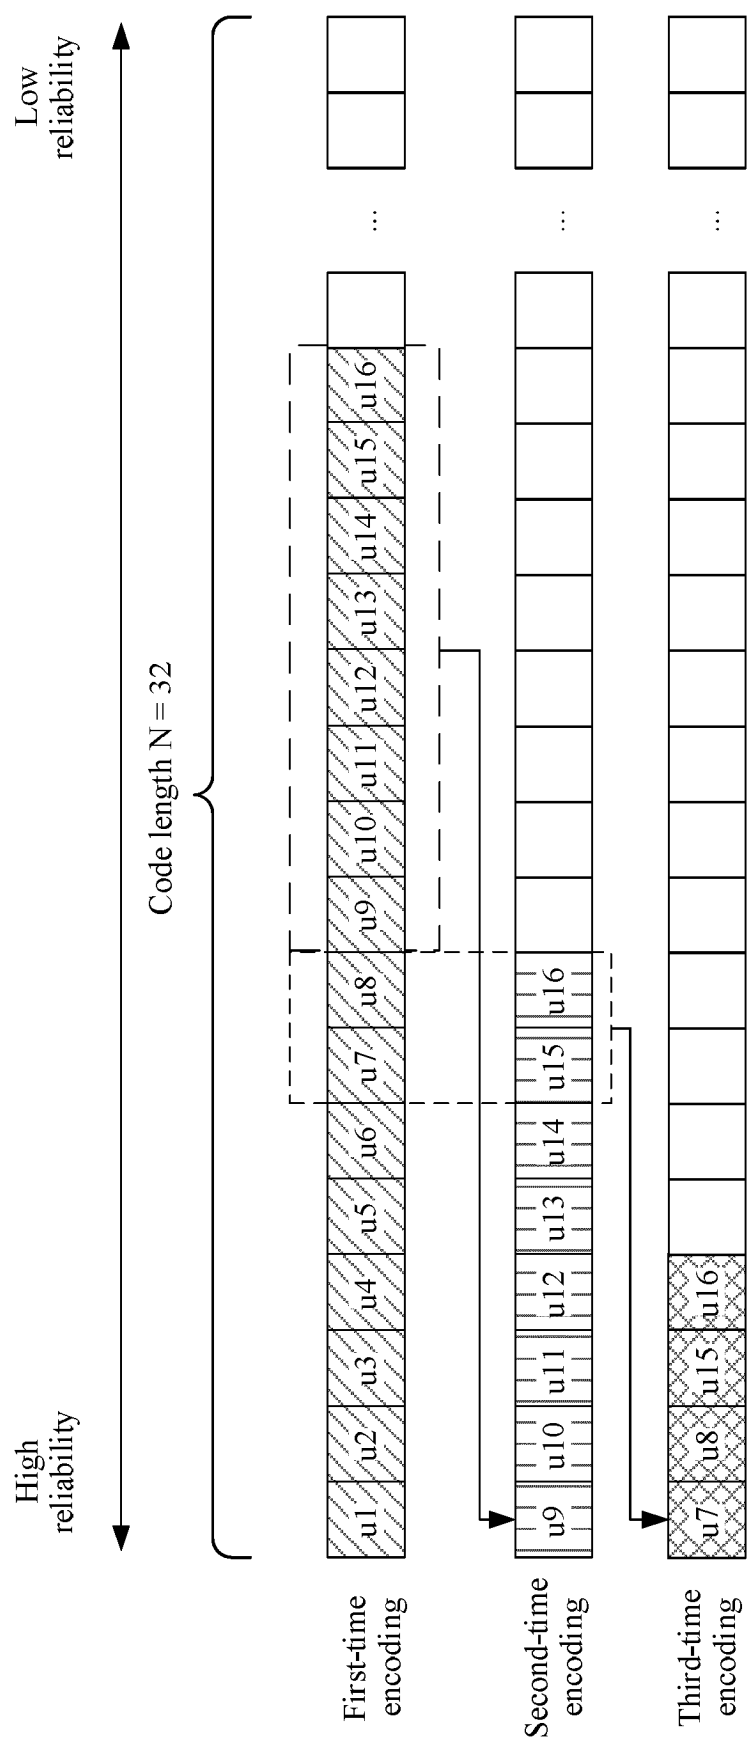 High
reliability
Low
reliability
Code length N = 32
First-time
encoding
u1 u2 u3 u4 u5 u6 u7 u8 u9 u10 u11 u12 u13 u14 u15 u16 ...
Second-time
encoding
u9 u10 u11 u12 u13 u14 u15 u16 ...
Third-time
encoding
u7 u8 u15 u16 ...